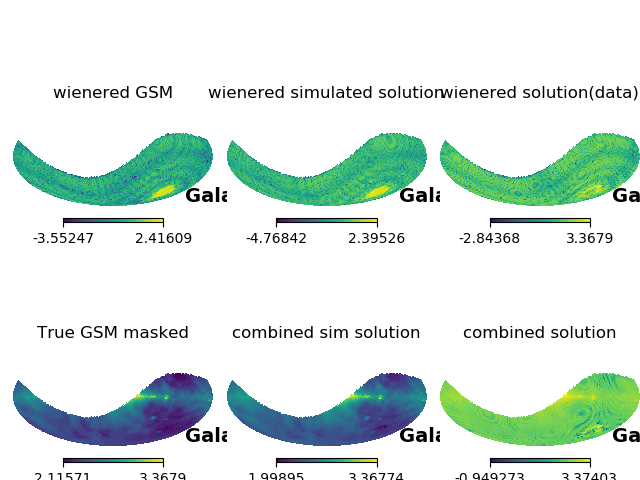 wienered GSM
wienered simulated solution
wienered solution(data)
Gala
Gala
Ga
-3.55247 2.41609
-4.76842 2.39526
-2.84368 3.3679
True GSM masked
combined sim solution
combined solution
Gala
Gala
Ga
2.11571 3.3679
1.99895 3.36774
-0.949273 3.37403